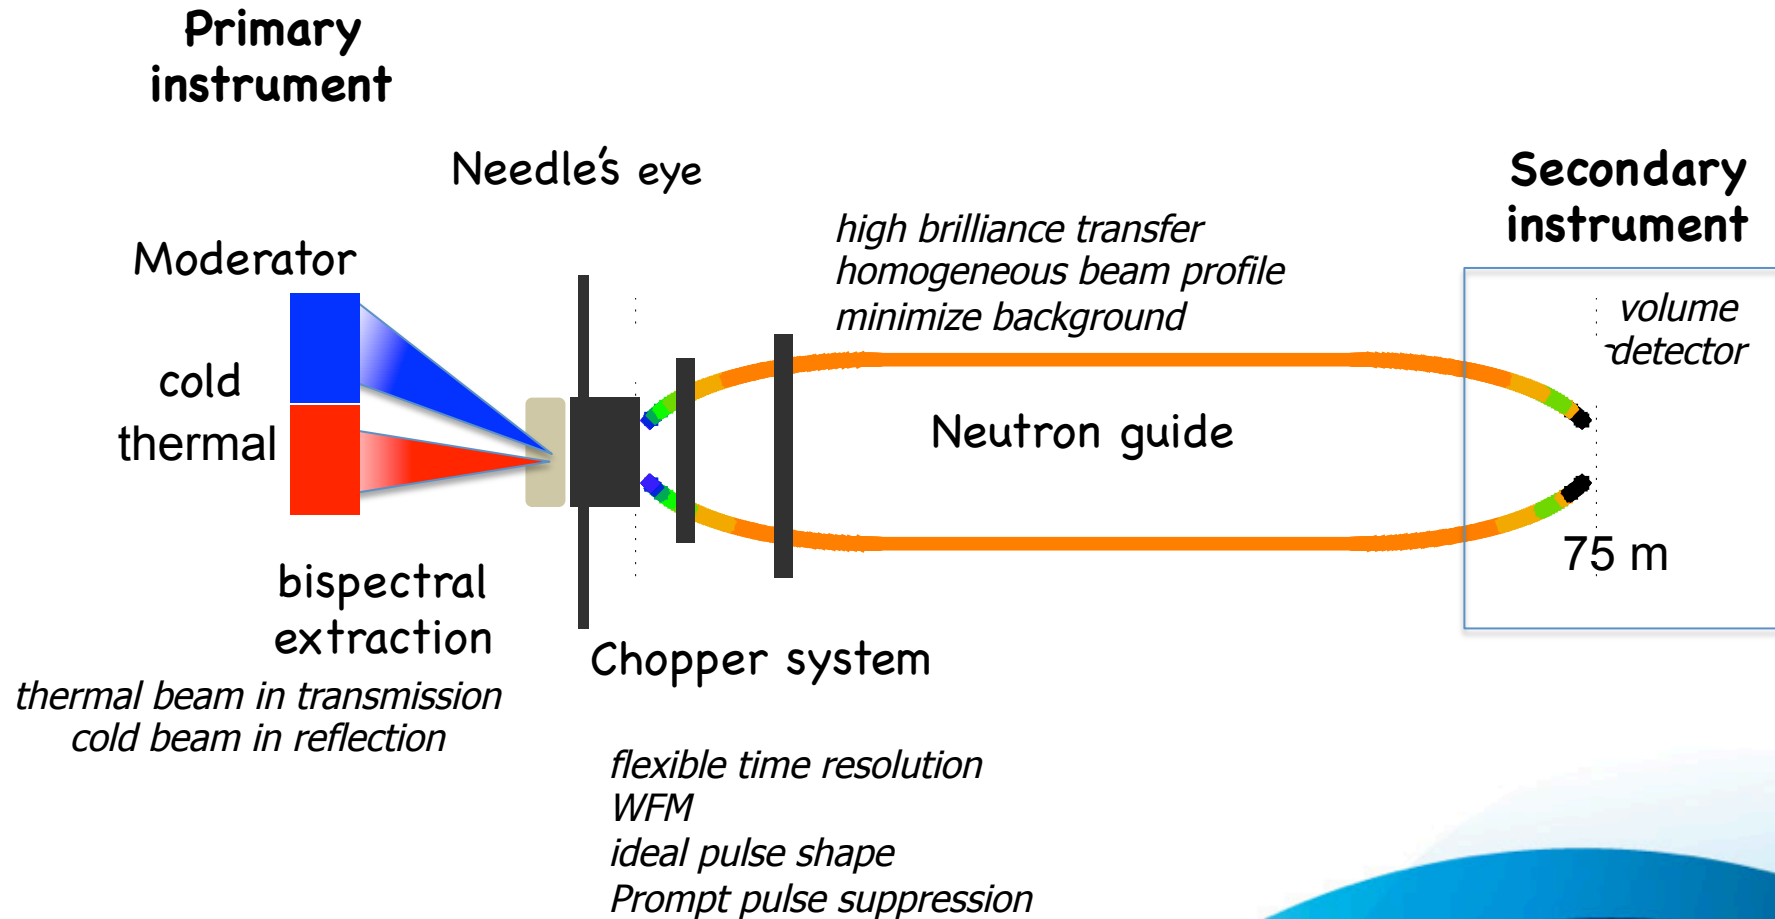 Primary
instrument
Needle's eye
Secondary
instrument
Moderator
high brilliance transfer
homogeneous beam profile
minimize background
volume
detector
cold
thermal
Neutron guide
75 m
bispectral
extraction
Chopper system
thermal beam in transmission
cold beam in reflection
flexible time resolution
WFM
ideal pulse shape
Prompt pulse suppression